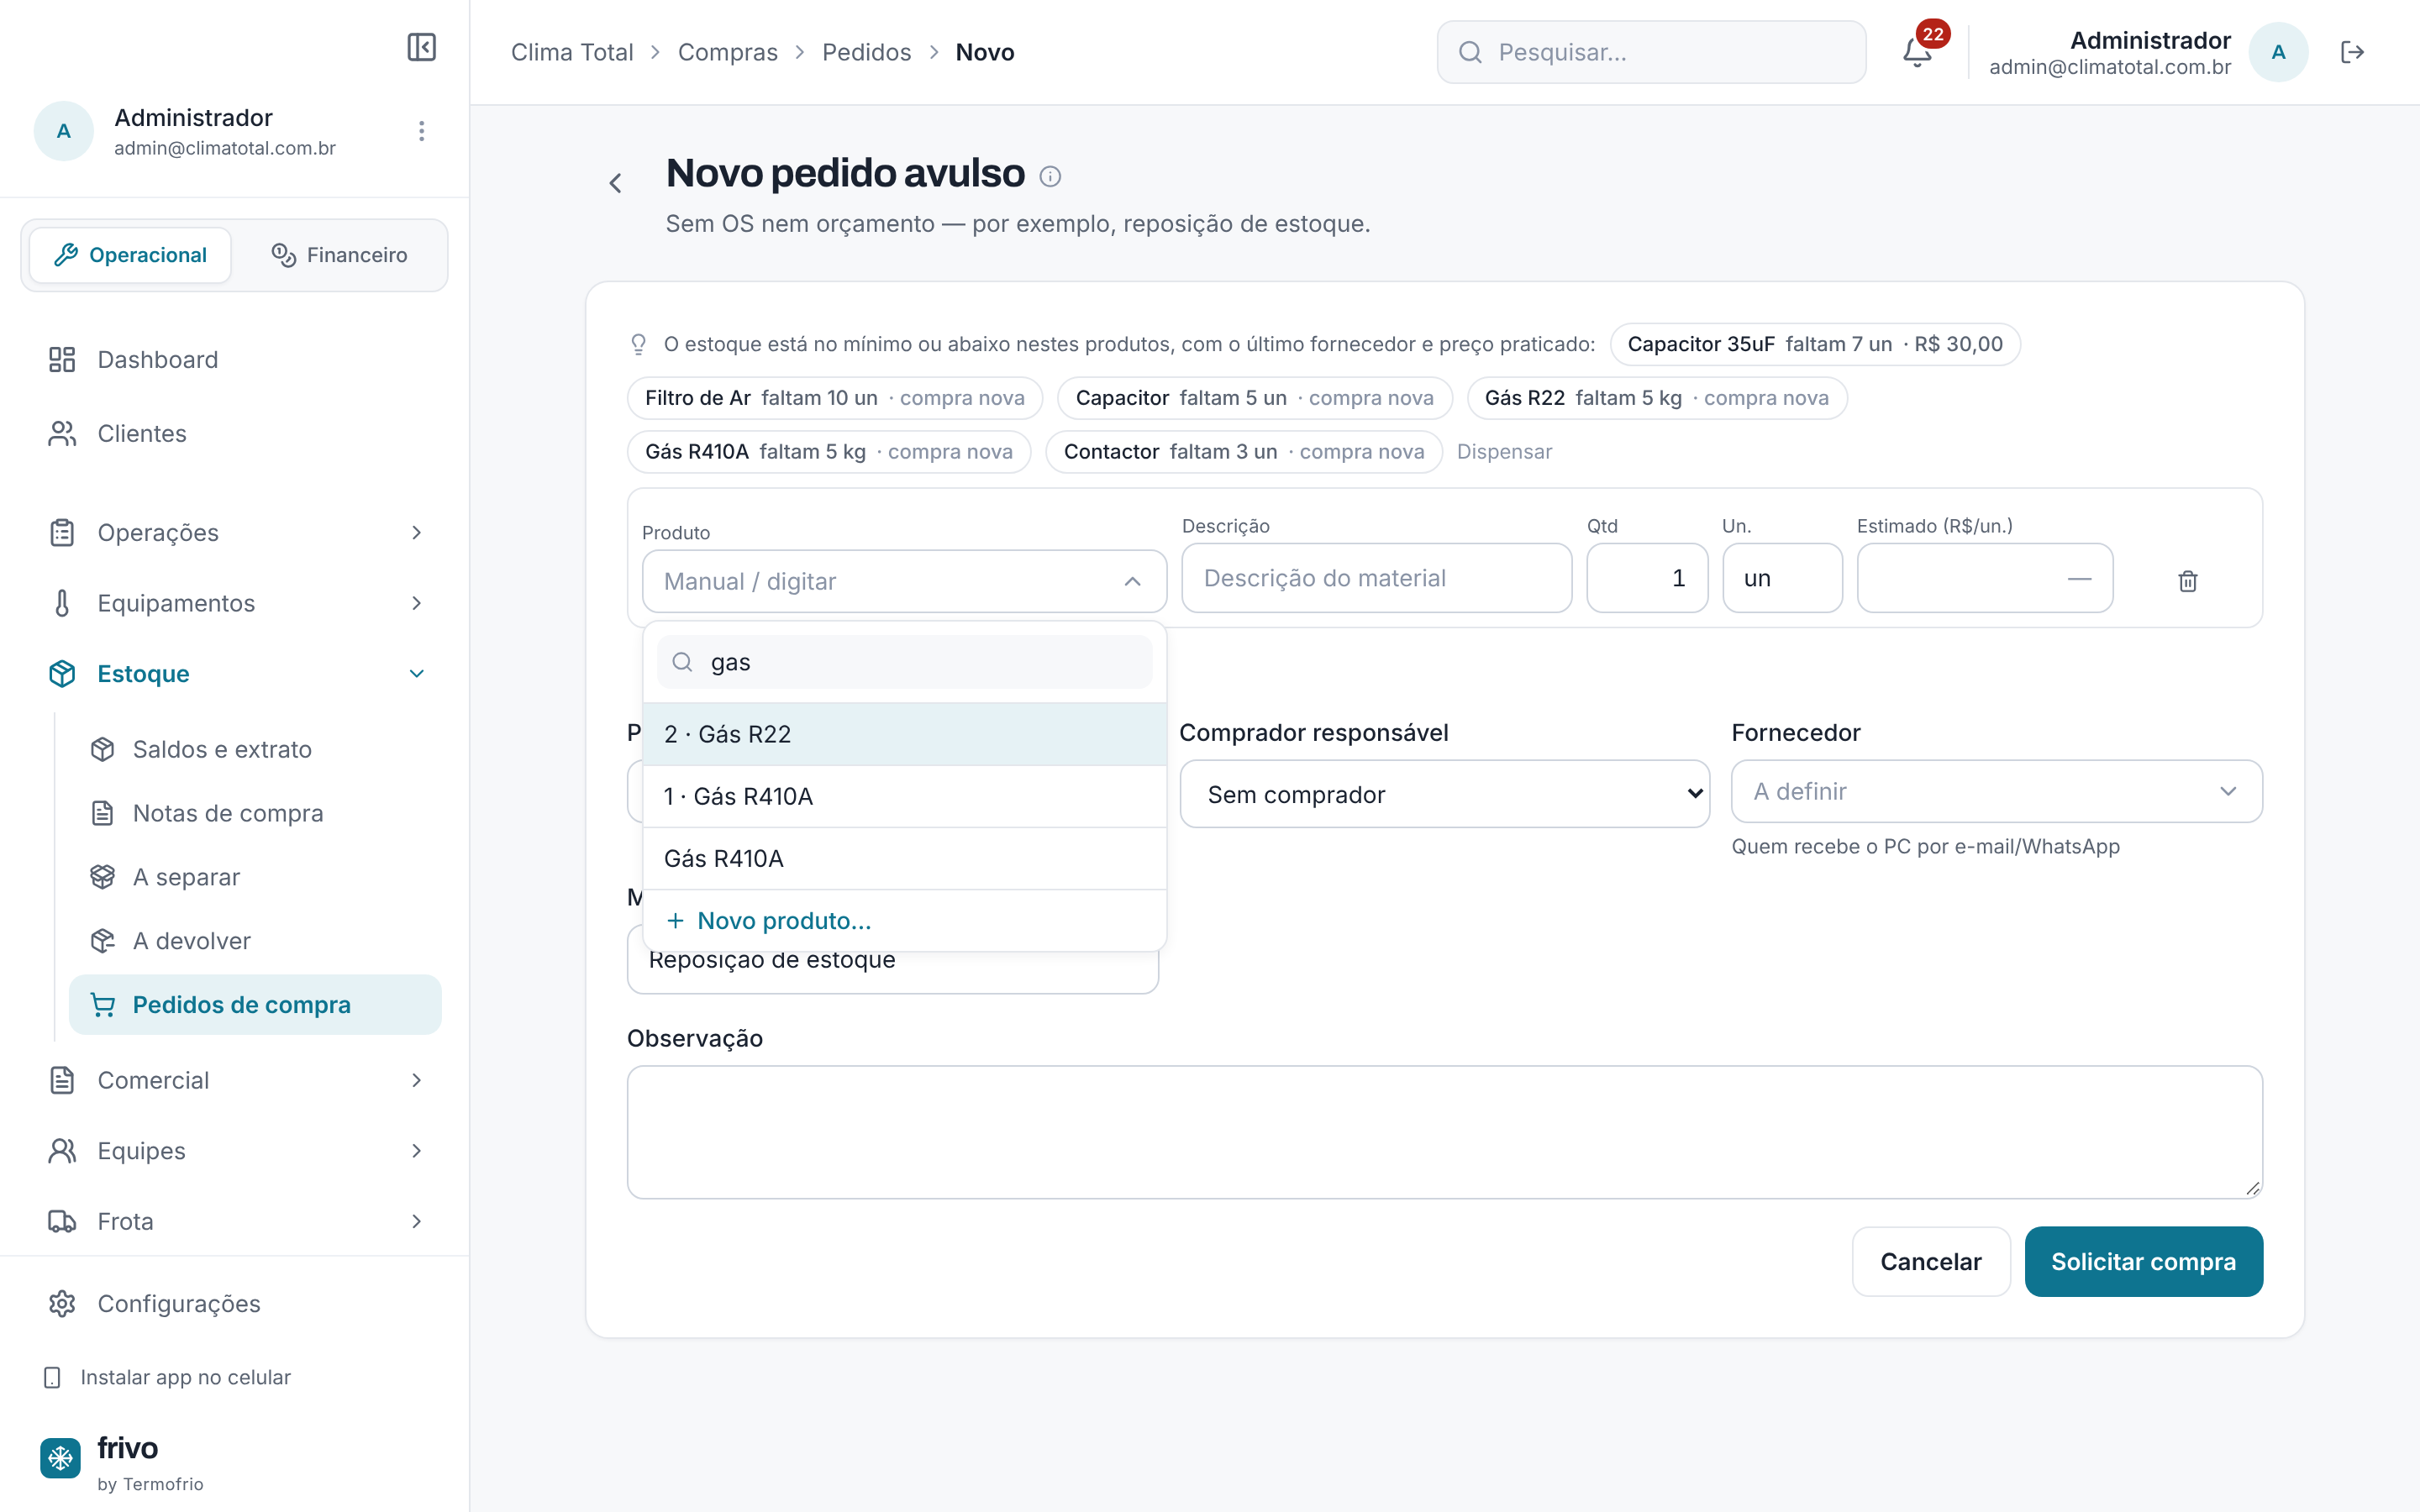 Clima Total > Compras > Pedidos > Novo
Pesquisar...
22
Administrador
admin@climatotal.com.br
A
A
Administrador
admin@climatotal.com.br
Operacional
Financeiro
Dashboard
Clientes
Operações
Equipamentos
Estoque
Saldos e extrato
Notas de compra
A separar
A devolver
Pedidos de compra
Comercial
Equipes
Frota
Configurações
Instalar app no celular
frivo
by Termofrio
Novo pedido avulso
Sem OS nem orçamento — por exemplo, reposição de estoque.
O estoque está no mínimo ou abaixo nestes produtos, com o último fornecedor e preço praticado: Capacitor 35uF faltam 7 un · R$ 30,00
Filtro de Ar faltam 10 un · compra nova Capacitor faltam 5 un · compra nova Gás R22 faltam 5 kg · compra nova
Gás R410A faltam 5 kg · compra nova Contactor faltam 3 un · compra nova Dispensar
Produto Descrição Qtd Un. Estimado (R$/un.)
Manual / digitar Descrição do material 1 un —
gas
2 · Gás R22
1 · Gás R410A
Gás R410A
+ Novo produto...
P
Comprador responsável
Fornecedor
Sem comprador
A definir
Quem recebe o PC por e-mail/WhatsApp
M
Reposição de estoque
Observação
Cancelar
Solicitar compra